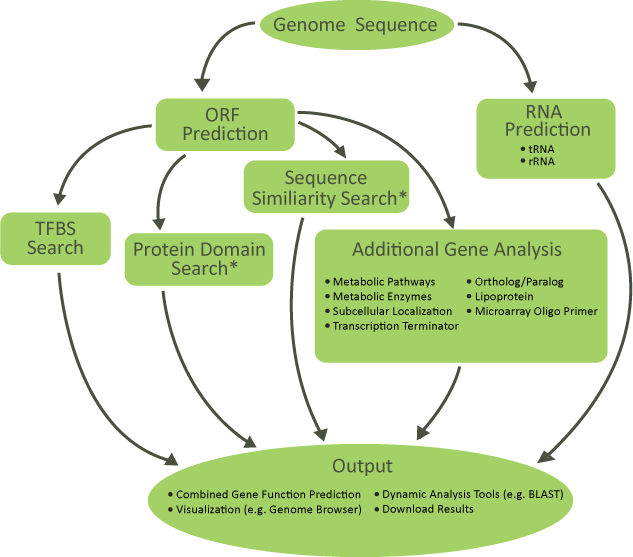 Genome Sequence
ORF
Prediction
RNA
Prediction
• tRNA
• rRNA
Sequence
Similiarity Search*
TFBS
Search
Protein Domain
Search*
Additional Gene Analysis
• Metabolic Pathways
• Metabolic Enzymes
• Subcellular Localization
• Transcription Terminator
• Ortholog/Paralog
• Lipoprotein
• Microarray Oligo Primer
Output
• Combined Gene Function Prediction
• Visualization (e.g. Genome Browser)
• Dynamic Analysis Tools (e.g. BLAST)
• Download Results